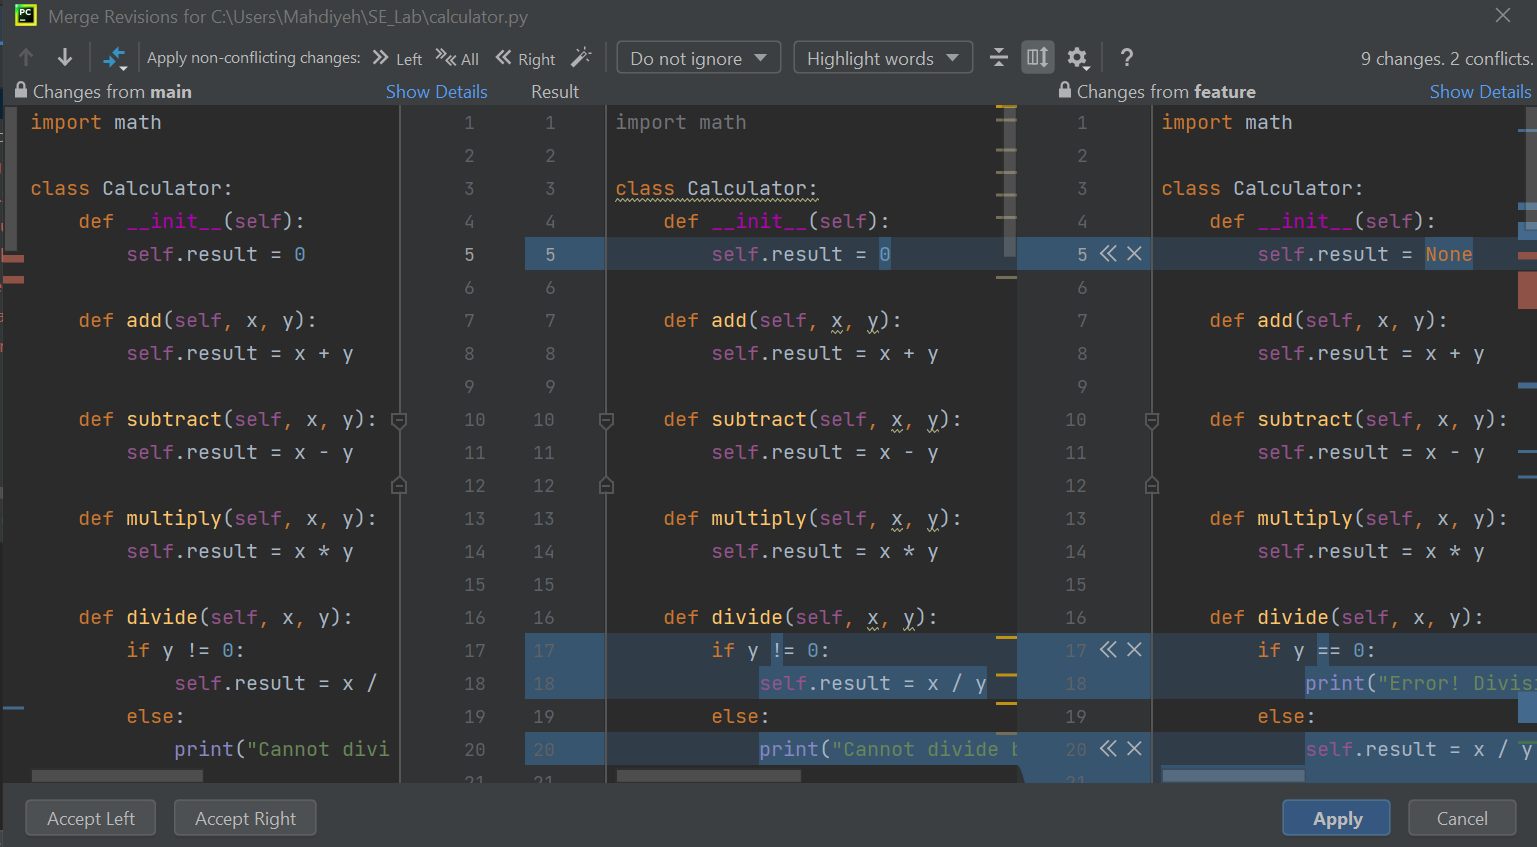 PC Merge Revisions for C:\Users\Mahdiyeh\SE_Lab\calculator.py
Apply non-conflicting changes: Left All Right Do not ignore Highlight words ? 9 changes. 2 conflicts.
Changes from main Show Details Result Changes from feature Show Details
import math 1 1 import math 1 import math
2 2 2
class Calculator: 3 3 class Calculator: 3 class Calculator:
def __init__(self): 4 4 def __init__(self): 4 def __init__(self):
self.result = 0 5 5 self.result = 0 5 self.result = None
6 6 6
def add(self, x, y): 7 7 def add(self, x, y): 7 def add(self, x, y):
self.result = x + y 8 8 self.result = x + y 8 self.result = x + y
9 9 9
def subtract(self, x, y): 10 10 def subtract(self, x, y): 10 def subtract(self, x, y):
self.result = x - y 11 11 self.result = x - y 11 self.result = x - y
12 12 12
def multiply(self, x, y): 13 13 def multiply(self, x, y): 13 def multiply(self, x, y):
self.result = x * y 14 14 self.result = x * y 14 self.result = x * y
15 15 15
def divide(self, x, y): 16 16 def divide(self, x, y): 16 def divide(self, x, y):
if y != 0: 17 17 if y != 0: 17 if y == 0:
self.result = x / 18 18 self.result = x / y 18 print("Error! Divis
else: 19 19 else: 19 else:
print("Cannot divi 20 20 print("Cannot divide b 20 self.result = x / y
21 21 21
Accept Left Accept Right Apply Cancel